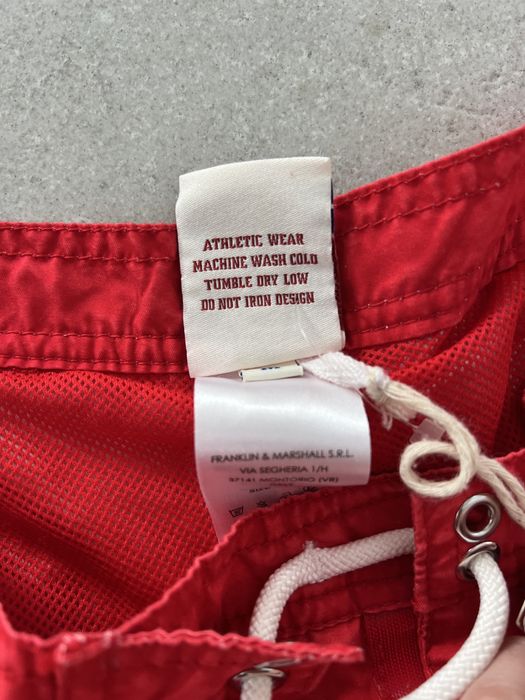 ATHLETIC WEAR
MACHINE WASH COLD
TUMBLE DRY LOW
DO NOT IRON DESIGN
FRANKLIN & MARSHALL S.R.L.
VIA SEGHERIA 1/H
37141 MONTORIO (VR)